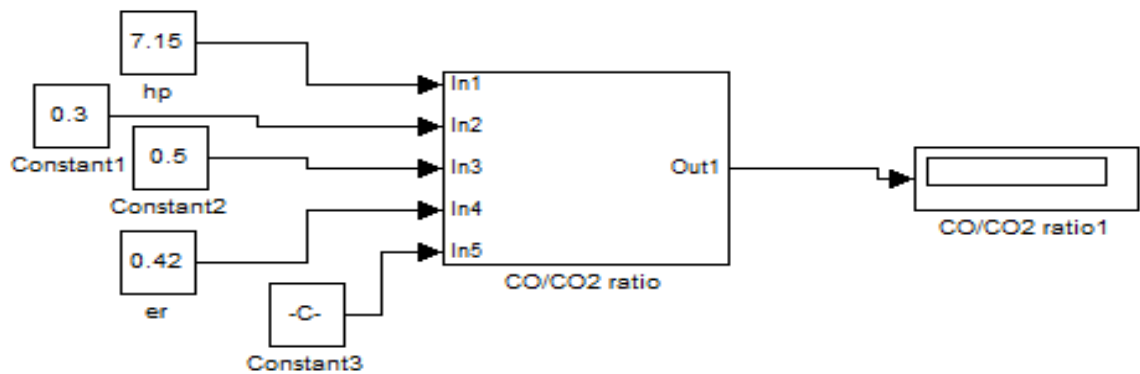 7.15
hp
0.3
Constant1
0.5
Constant2
0.42
er
-C-
Constant3
In1
In2
In3
In4
In5
Out1
CO/CO2 ratio
CO/CO2 ratio1